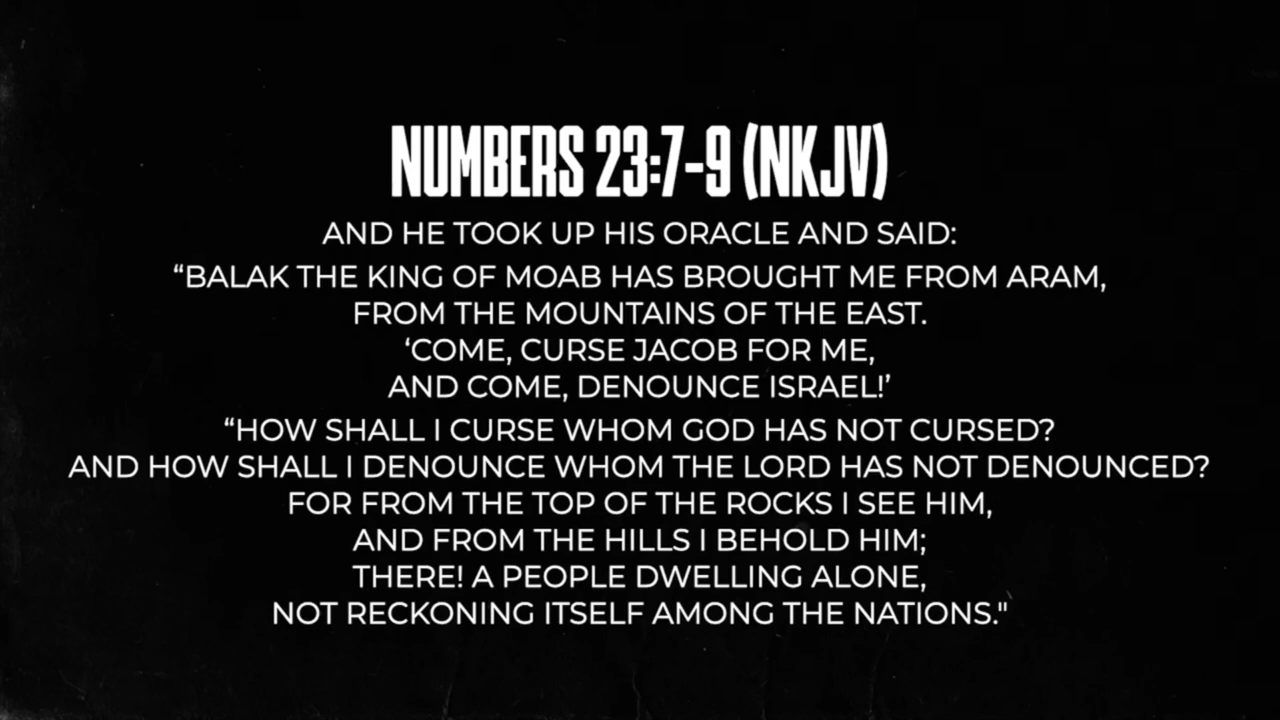 NUMBERS 23:7-9 (NKJV)
AND HE TOOK UP HIS ORACLE AND SAID:
“BALAK THE KING OF MOAB HAS BROUGHT ME FROM ARAM,
FROM THE MOUNTAINS OF THE EAST.
‘COME, CURSE JACOB FOR ME,
AND COME, DENOUNCE ISRAEL!’
“HOW SHALL I CURSE WHOM GOD HAS NOT CURSED?
AND HOW SHALL I DENOUNCE WHOM THE LORD HAS NOT DENOUNCED?
FOR FROM THE TOP OF THE ROCKS I SEE HIM,
AND FROM THE HILLS I BEHOLD HIM;
THERE! A PEOPLE DWELLING ALONE,
NOT RECKONING ITSELF AMONG THE NATIONS."